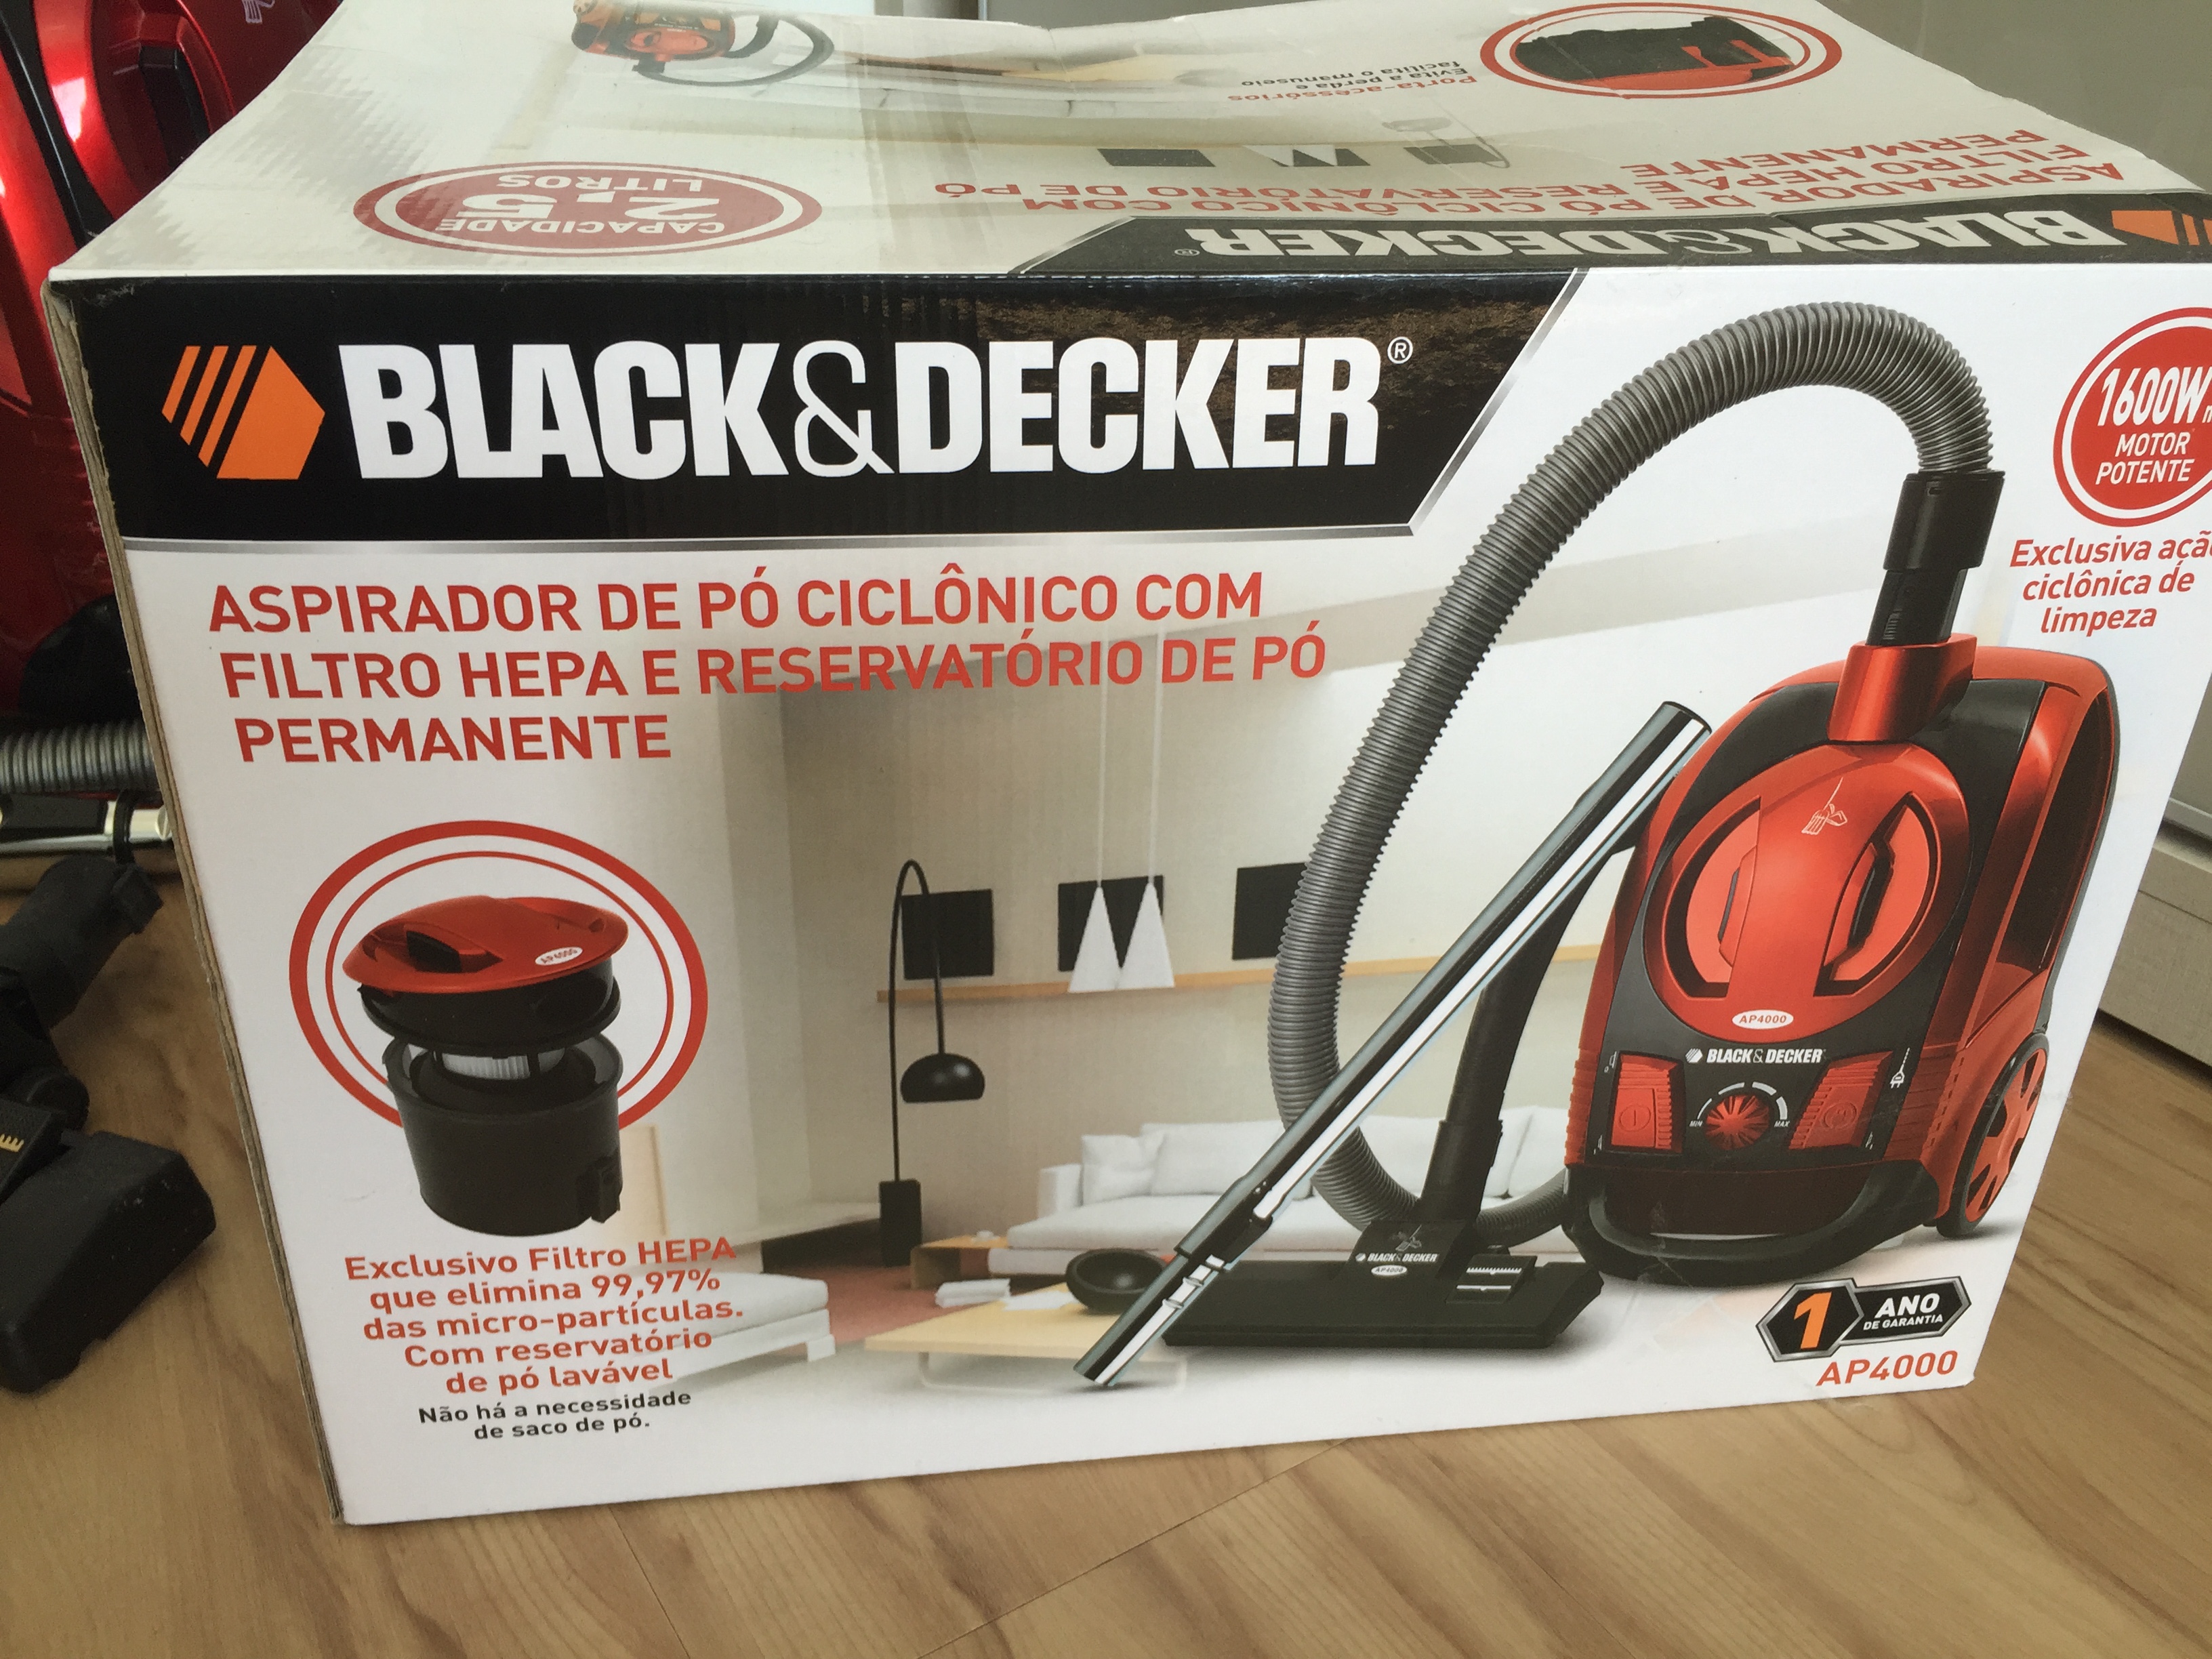 Porta-acessórios
Evita a perda e
facilita o manuseio
CAPACIDADE
2,5
LITROS
ASPIRADOR DE PÓ CICLÔNICO COM
FILTRO HEPA E RESERVATÓRIO DE PÓ
PERMANENTE
BLACK&DECKER®
BLACK&DECKER®
ASPIRADOR DE PÓ CICLÔNICO COM
FILTRO HEPA E RESERVATÓRIO DE PÓ
PERMANENTE
1600W
MOTOR
POTENTE
Exclusiva açã
ciclônica de
limpeza
AP4000
Exclusivo Filtro HEPA
que elimina 99,97%
das micro-partículas.
Com reservatório
de pó lavável
Não há a necessidade
de saco de pó.
AP4000
BLACK&DECKER
MIN
MAX
BLACK&DECKER
AP4000
1 ANO
DE GARANTIA
AP4000